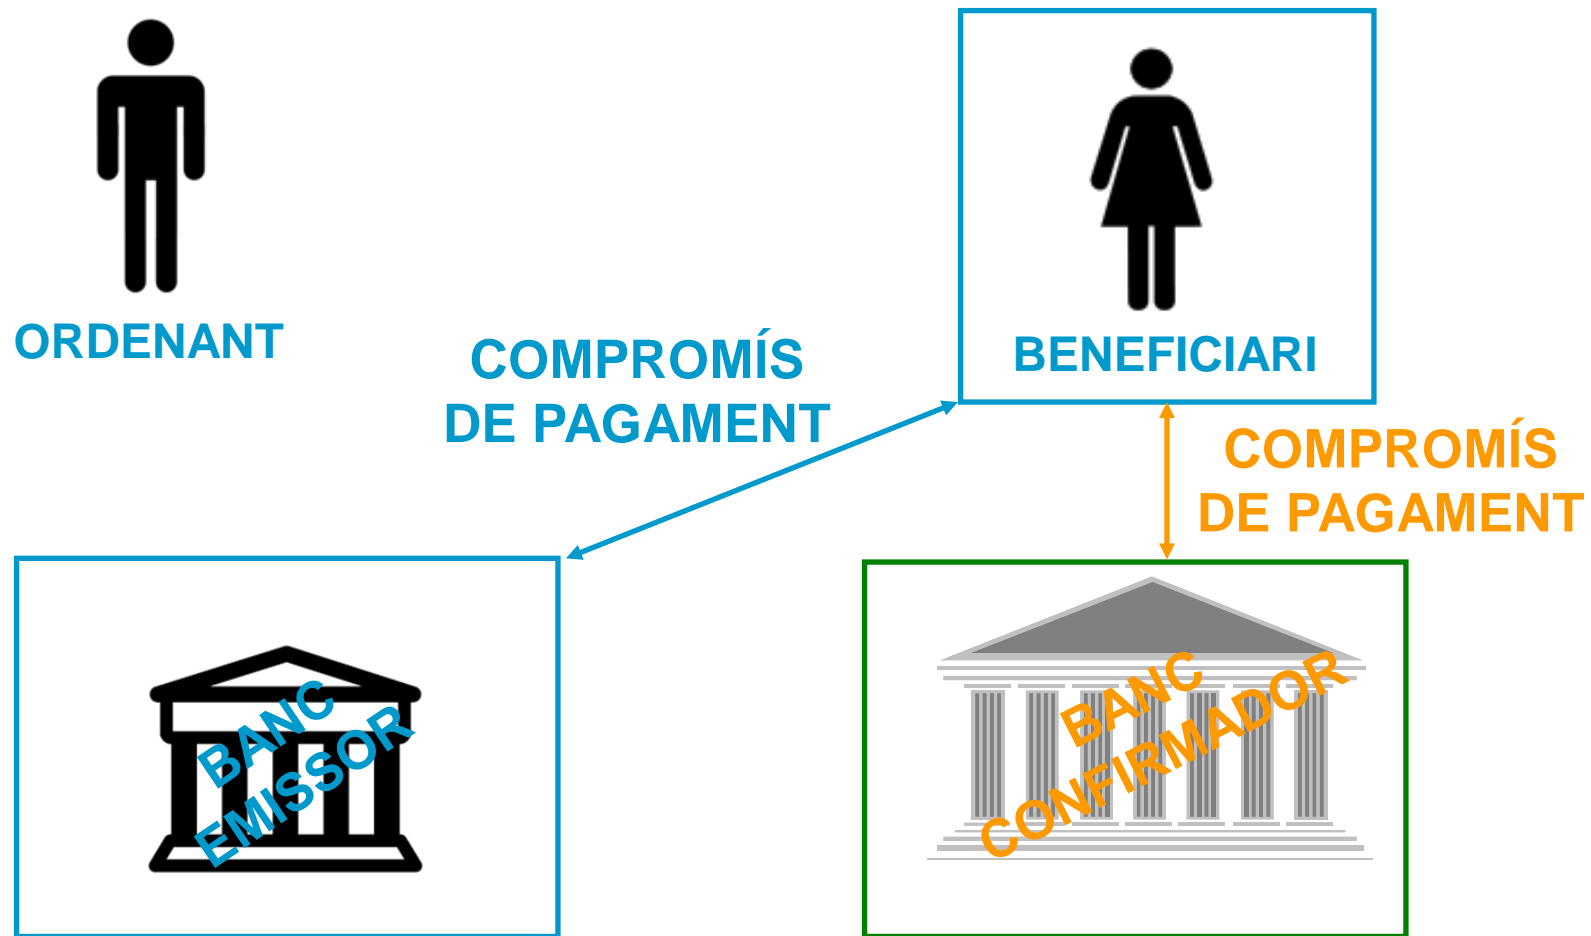 ORDENANT
COMPROMÍS
DE PAGAMENT
BENEFICIARI
COMPROMÍS
DE PAGAMENT
BANC
EMISSOR
BANC
CONFIRMADOR